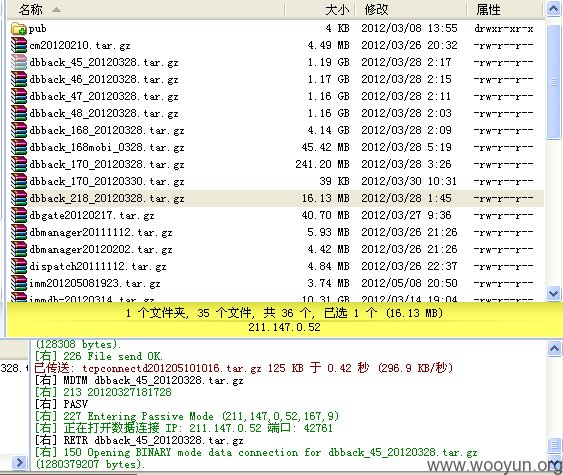 名称 大小 修改 属性
pub 4 KB 2012/03/08 13:55 drwxr-xr-x
cm20120210.tar.gz 4.49 MB 2012/03/26 20:32 -rw-r--r--
dbback_45_20120328.tar.gz 1.19 GB 2012/03/28 2:17 -rw-r--r--
dbback_46_20120328.tar.gz 1.17 GB 2012/03/28 2:15 -rw-r--r--
dbback_47_20120328.tar.gz 1.16 GB 2012/03/28 2:11 -rw-r--r--
dbback_48_20120328.tar.gz 1.16 GB 2012/03/28 2:03 -rw-r--r--
dbback_168_20120328.tar.gz 4.14 GB 2012/03/28 2:09 -rw-r--r--
dbback_168mobi_0328.tar.gz 45.42 MB 2012/03/28 5:19 -rw-r--r--
dbback_170_20120328.tar.gz 241.20 MB 2012/03/28 3:26 -rw-r--r--
dbback_170_20120330.tar.gz 39 KB 2012/03/30 10:31 -rw-r--r--
dbback_218_20120328.tar.gz 16.13 MB 2012/03/28 1:45 -rw-r--r--
dbgate20120217.tar.gz 40.70 MB 2012/03/27 9:36 -rw-r--r--
dbmanager20111112.tar.gz 5.93 MB 2012/03/26 21:26 -rw-r--r--
dbmanager20120202.tar.gz 4.42 MB 2012/03/26 21:26 -rw-r--r--
dispatch20111112.tar.gz 4.84 MB 2012/03/26 22:37 -rw-r--r--
imm201205081923.tar.gz 3.74 MB 2012/05/08 20:50 -rw-r--r--
immdb-20120314.tar.gz 10.31 GB 2012/03/14 19:04 -rw-r--r--
1 个文件夹, 35 个文件, 共 36 个, 已选 1 个 (16.13 MB)
211.147.0.52
(128308 bytes).
[右] 226 File send OK.
已传送: tcpconnectd201205101016.tar.gz 125 KB 于 0.42 秒 (296.9 KB/秒)
[右] MDTM dbback_45_20120328.tar.gz
[右] 213 20120327181728
[右] PASV
[右] 227 Entering Passive Mode (211,147,0,52,167,9)
[右] 正在打开数据连接 IP: 211.147.0.52 端口: 42761
[右] RETR dbback_45_20120328.tar.gz
[右] 150 Opening BINARY mode data connection for dbback_45_20120328.tar.gz
(1280379207 bytes).
328.tar...
www.wooyun.org